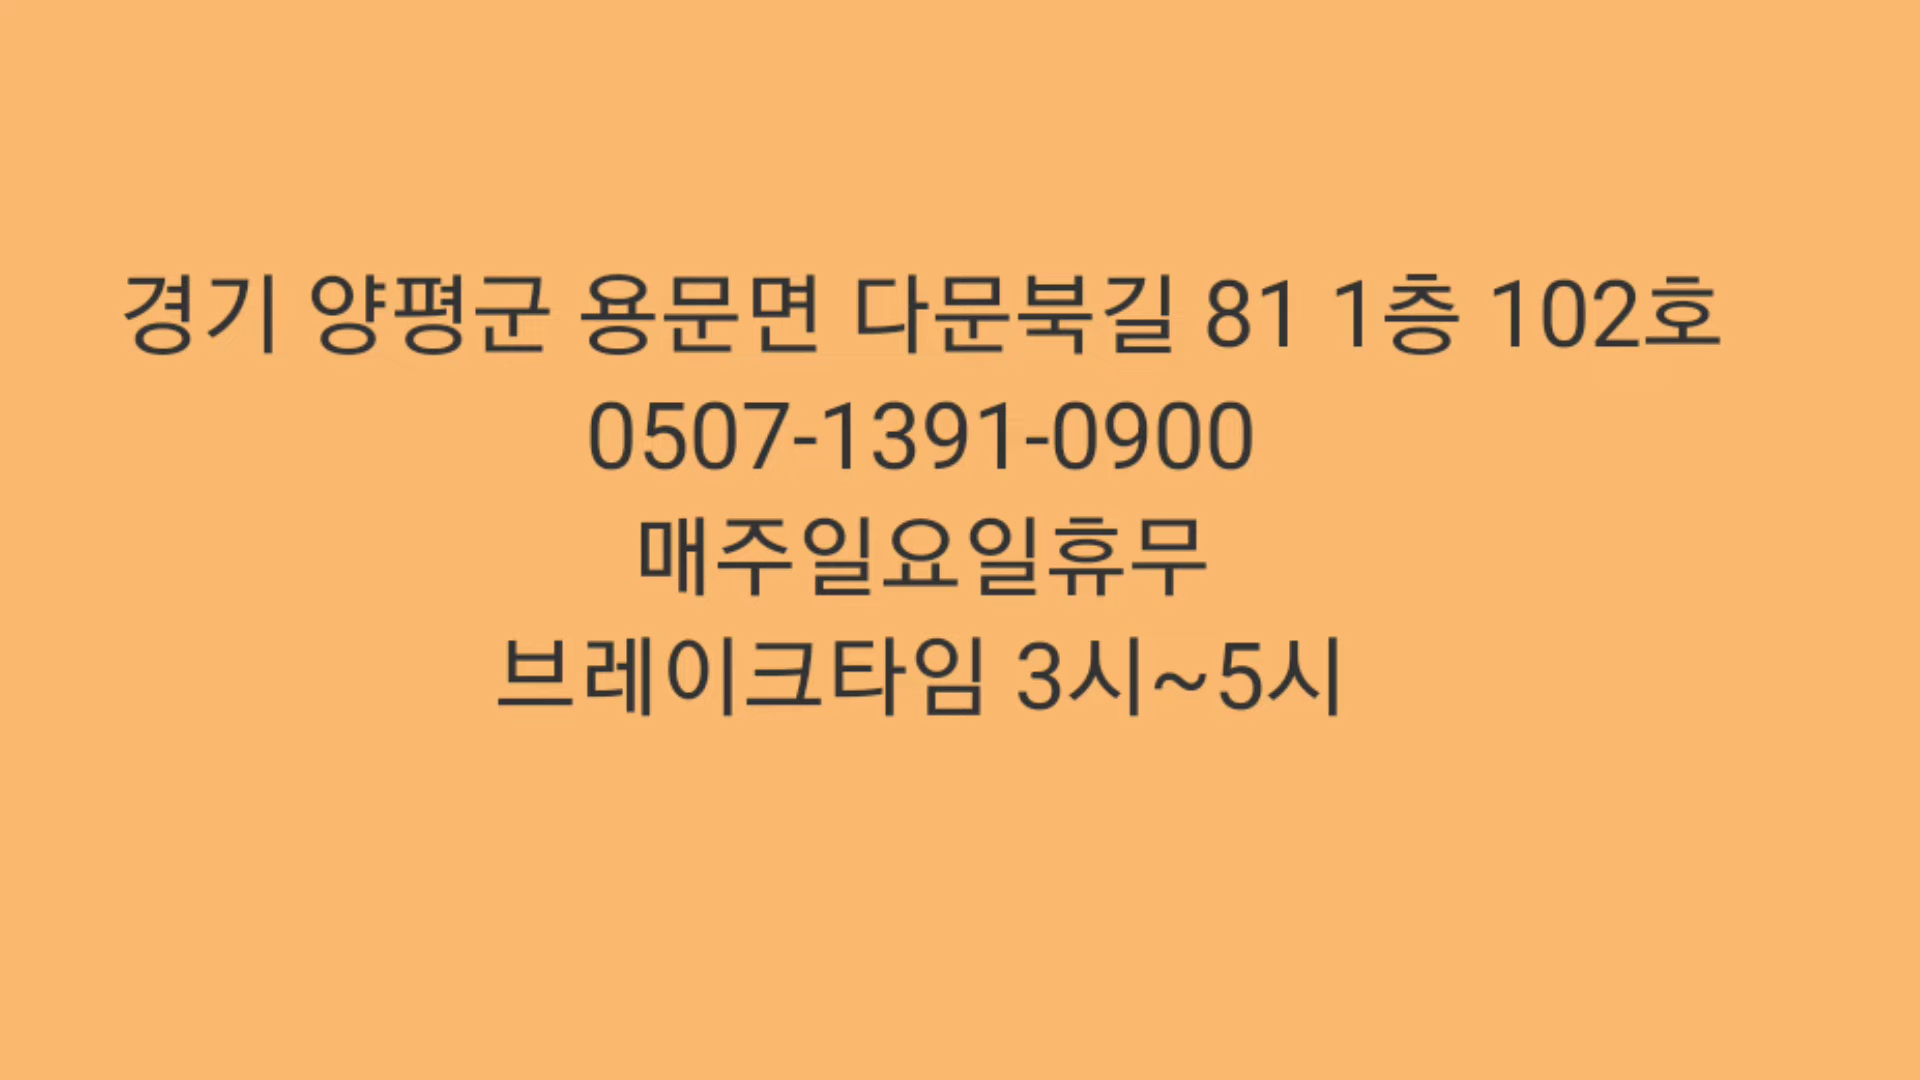 경기 양평군 용문면 다문북길 81 1층 102호
0507-1391-0900
매주일요일휴무
브레이크타임 3시~5시